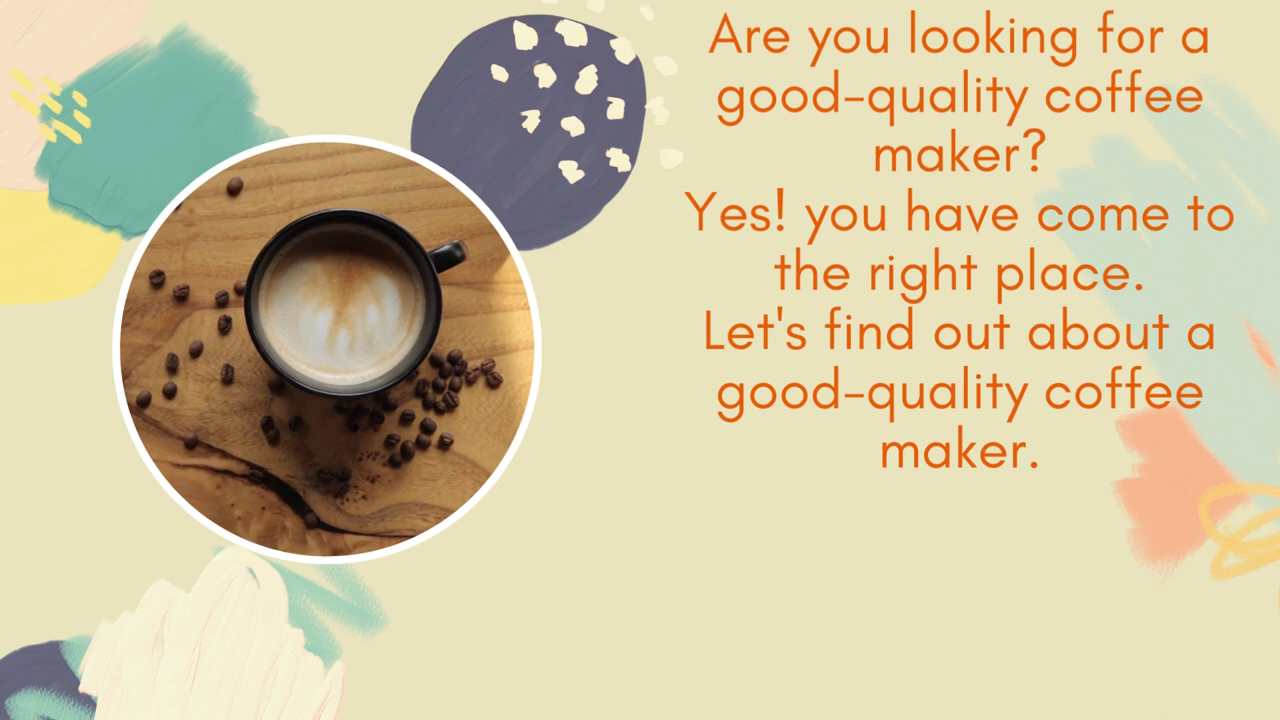 Are you looking for a
good-quality coffee
maker?
Yes! you have come to
the right place.
Let's find out about a
good-quality coffee
maker.